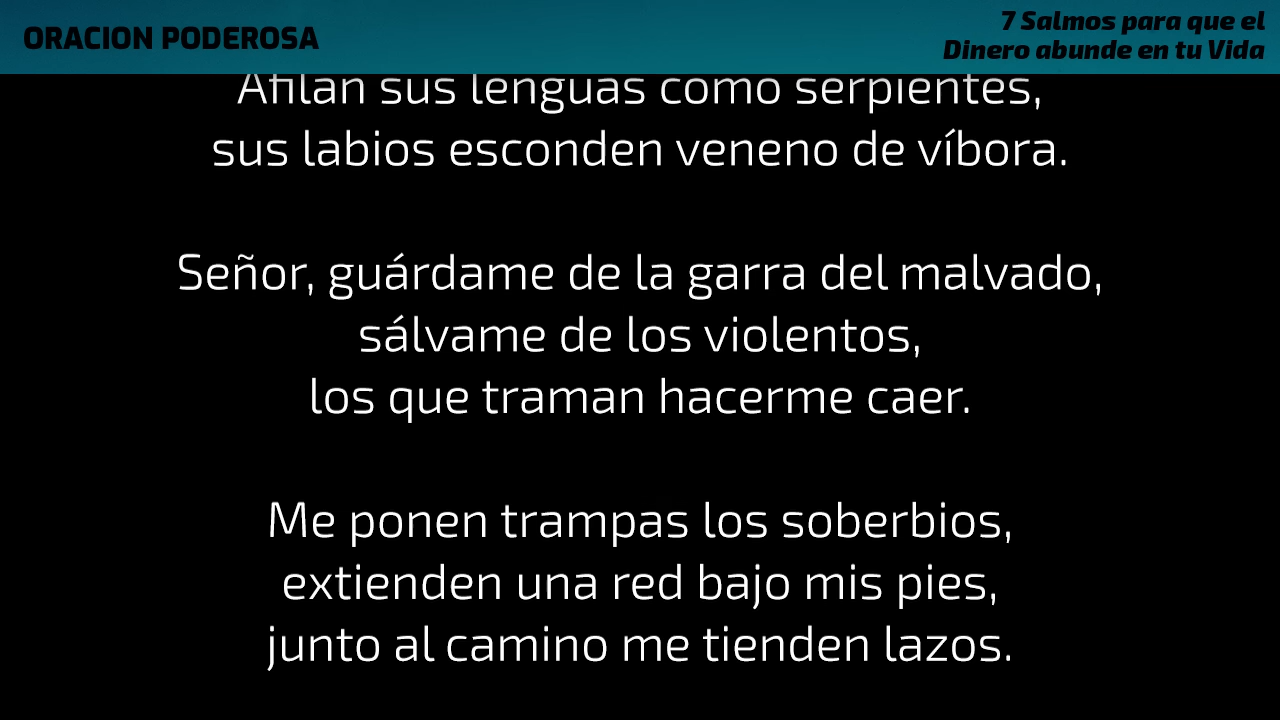 ORACION PODEROSA
7 Salmos para que el
Dinero abunde en tu Vida
Afilan sus lenguas como serpientes,
sus labios esconden veneno de víbora.
Señor, guárdame de la garra del malvado,
sálvame de los violentos,
los que traman hacerme caer.
Me ponen trampas los soberbios,
extienden una red bajo mis pies,
junto al camino me tienden lazos.